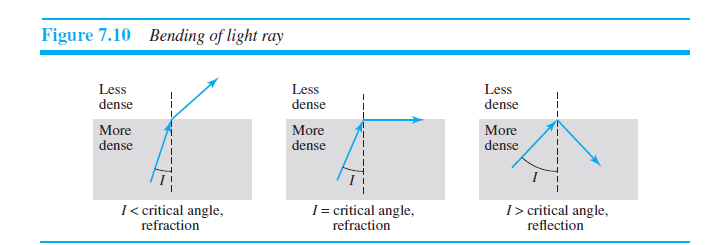 Figure 7.10 Bending of light ray
Less
dense
More
dense
I
I < critical angle,
refraction
Less
dense
More
dense
I
I = critical angle,
refraction
Less
dense
More
dense
I
I > critical angle,
reflection